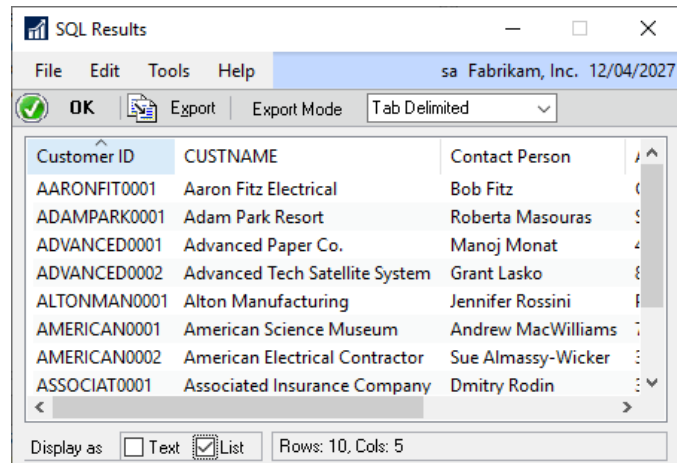 SQL Results
File Edit Tools Help sa Fabrikam, Inc. 12/04/2027
OK Export Export Mode Tab Delimited
Customer ID CUSTNAME Contact Person
AARONFIT0001 Aaron Fitz Electrical Bob Fitz
ADAMPARK0001 Adam Park Resort Roberta Masouras
ADVANCED0001 Advanced Paper Co. Manoj Monat
ADVANCED0002 Advanced Tech Satellite System Grant Lasko
ALTONMAN0001 Alton Manufacturing Jennifer Rossini
AMERICAN0001 American Science Museum Andrew MacWilliams
AMERICAN0002 American Electrical Contractor Sue Almassy-Wicker
ASSOCIAT0001 Associated Insurance Company Dmitry Rodin
Display as Text List Rows: 10, Cols: 5